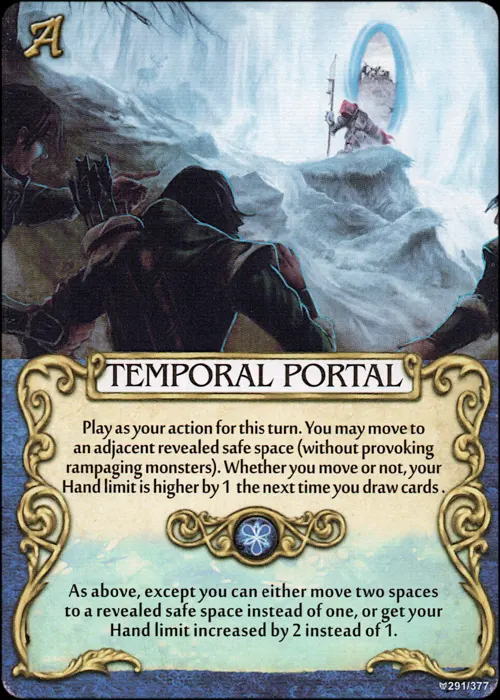 A
TEMPORAL PORTAL
Play as your action for this turn. You may move to
an adjacent revealed safe space (without provoking
rampaging monsters). Whether you move or not, your
Hand limit is higher by 1 the next time you draw cards.
As above, except you can either move two spaces
to a revealed safe space instead of one, or get your
Hand limit increased by 2 instead of 1.
291/377